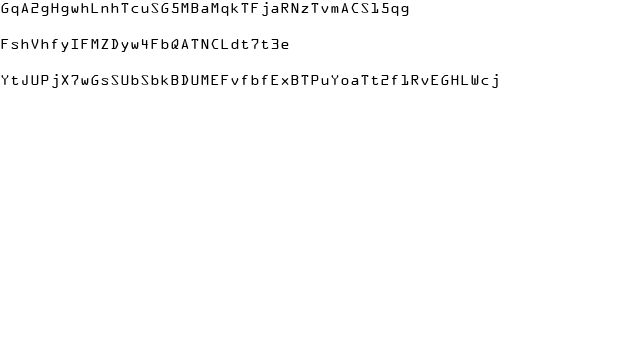 GqA2gHgwhLnhTcuSG5MBaMqkTFjaRNzTvmACS15qg
FshVhfyIFMZDyw4FbQATNCLdt7t3e
YtJUPjX7wGsSUbSbkBDUMEFvfbfExBTPuYoaTt2f1RvEGHLWcj